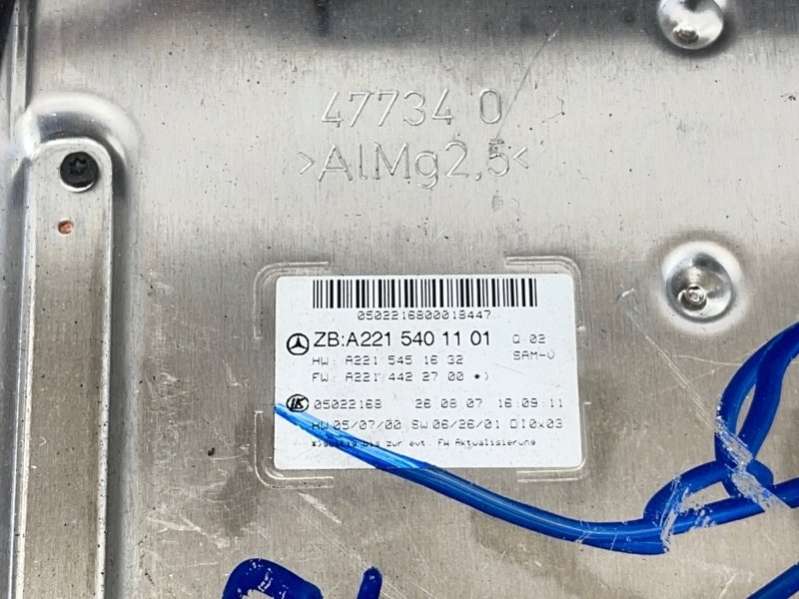 47734 0
>AlMg2,5<
0502216800018447
ZB:A221 540 11 01 Q 02
HW: A221 545 16 32 SAM-V
FW: A221 442 27 00 *)
05022168 26.08.07 16:09:11
HW 05/07/00 SW 06/26/01 DI0x03
bis zur evt. FW Aktualisierung